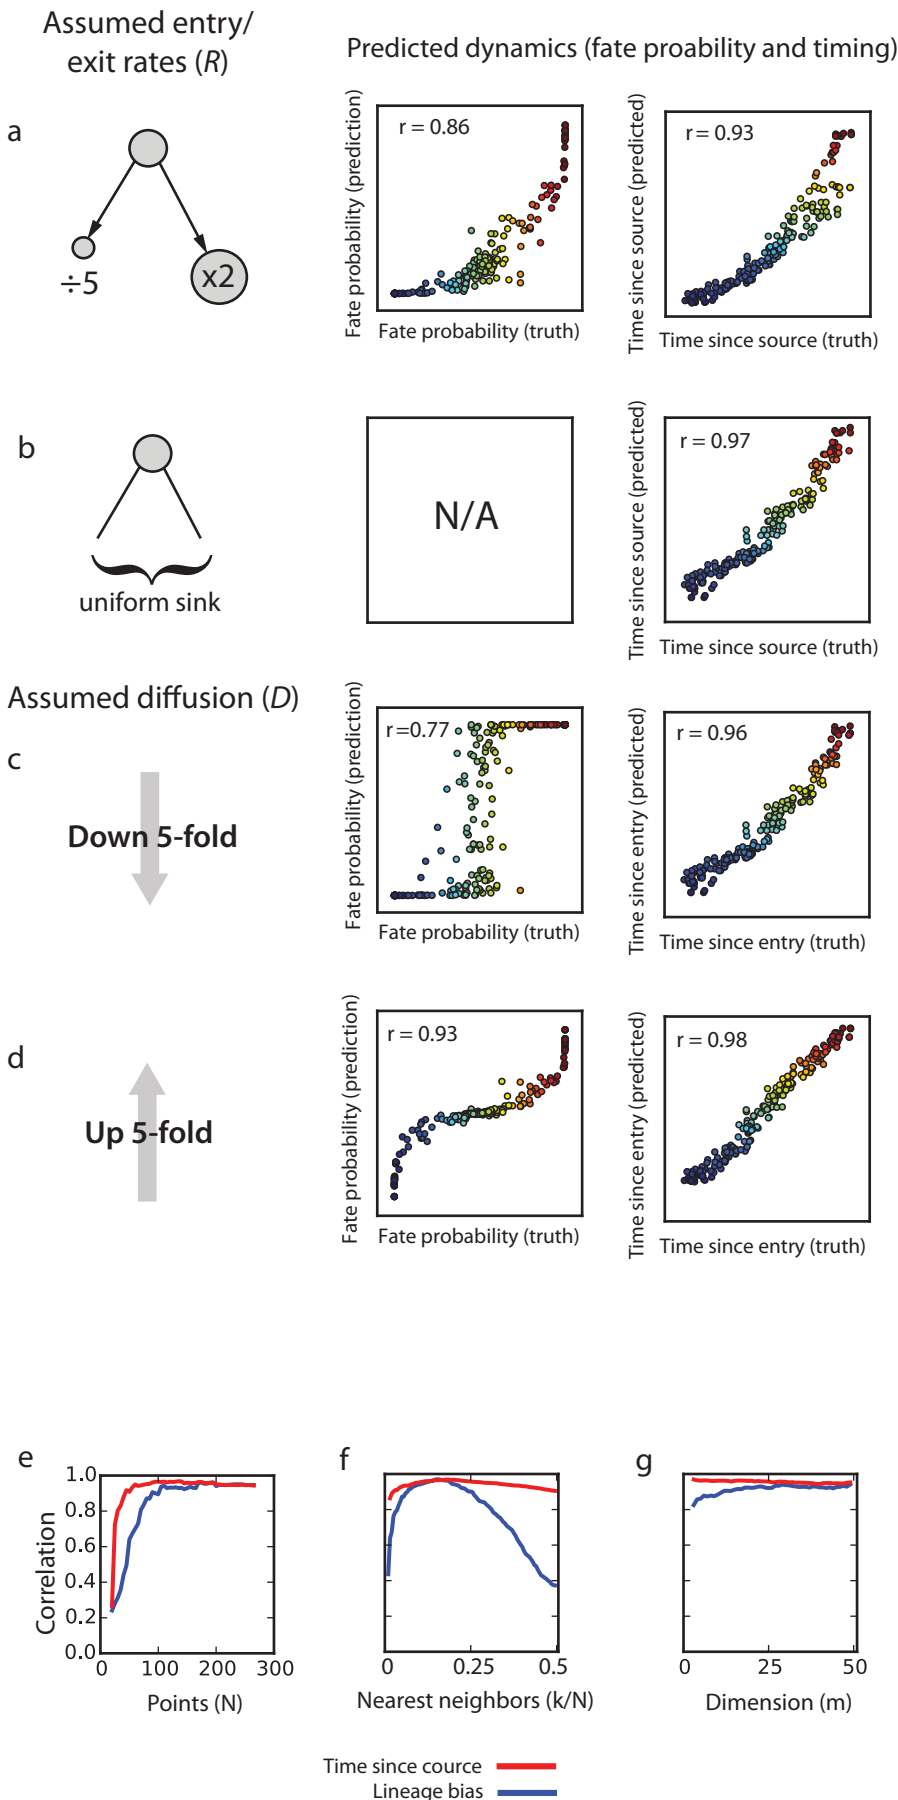 Assumed entry/
exit rates (R)
Predicted dynamics (fate proability and timing)
a
÷5
x2
r = 0.86
Fate probability (prediction)
Fate probability (truth)
r = 0.93
Time since source (predicted)
Time since source (truth)
b
uniform sink
N/A
r = 0.97
Time since source (predicted)
Time since source (truth)
Assumed diffusion (D)
c
Down 5-fold
r=0.77
Fate probability (prediction)
Fate probability (truth)
r = 0.96
Time since entry (predicted)
Time since entry (truth)
d
Up 5-fold
r = 0.93
Fate probability (prediction)
Fate probability (truth)
r = 0.98
Time since entry (predicted)
Time since entry (truth)
e
Correlation
1.0
0.8
0.6
0.4
0.2
0.0
0 100 200 300
Points (N)
f
0 0.25 0.5
Nearest neighbors (k/N)
g
0 25 50
Dimension (m)
Time since cource
Lineage bias